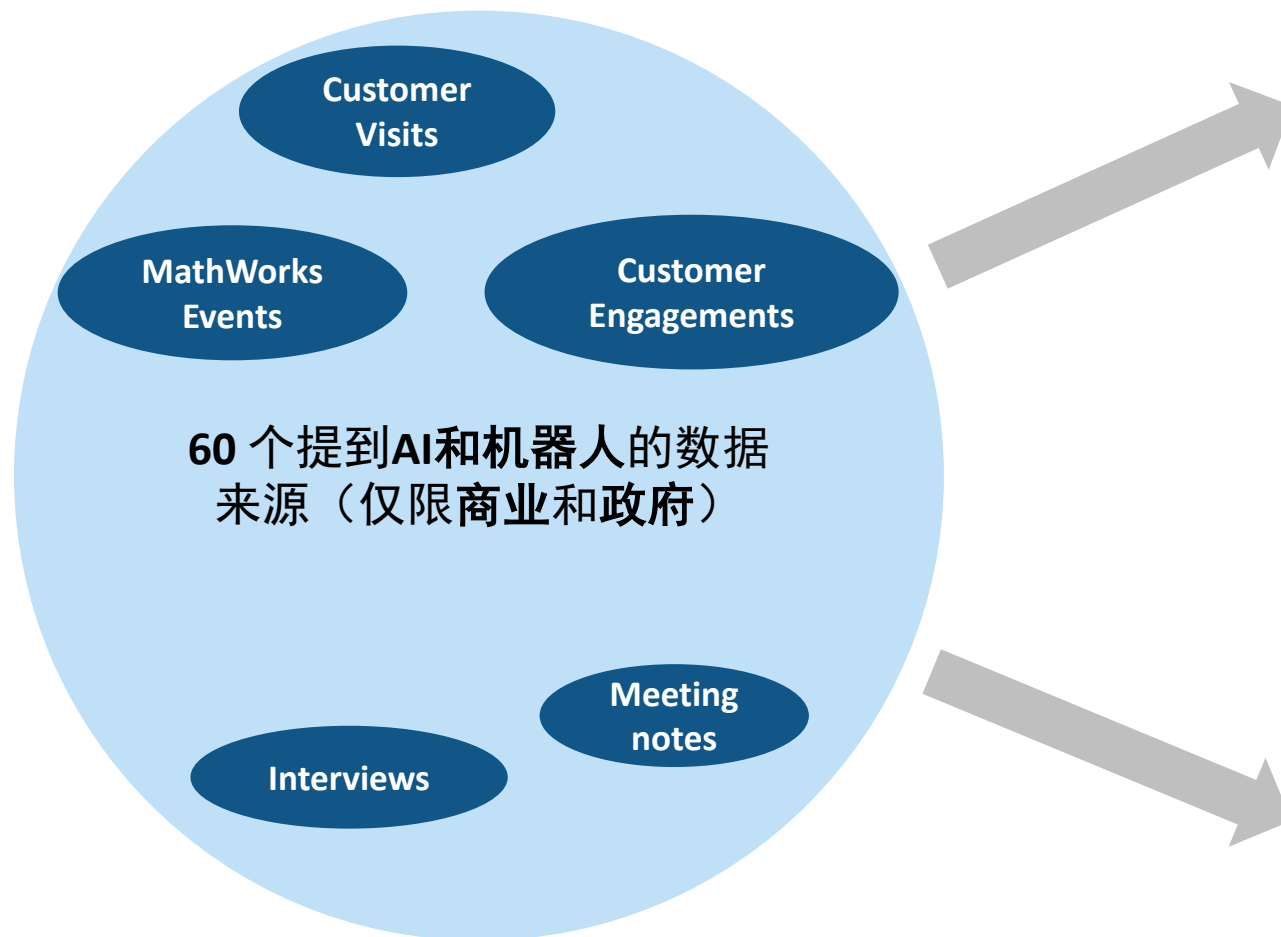 Customer
Visits
MathWorks
Events
Customer
Engagements
60 个提到AI和机器人的数据
来源（仅限商业和政府）
Meeting
notes
Interviews